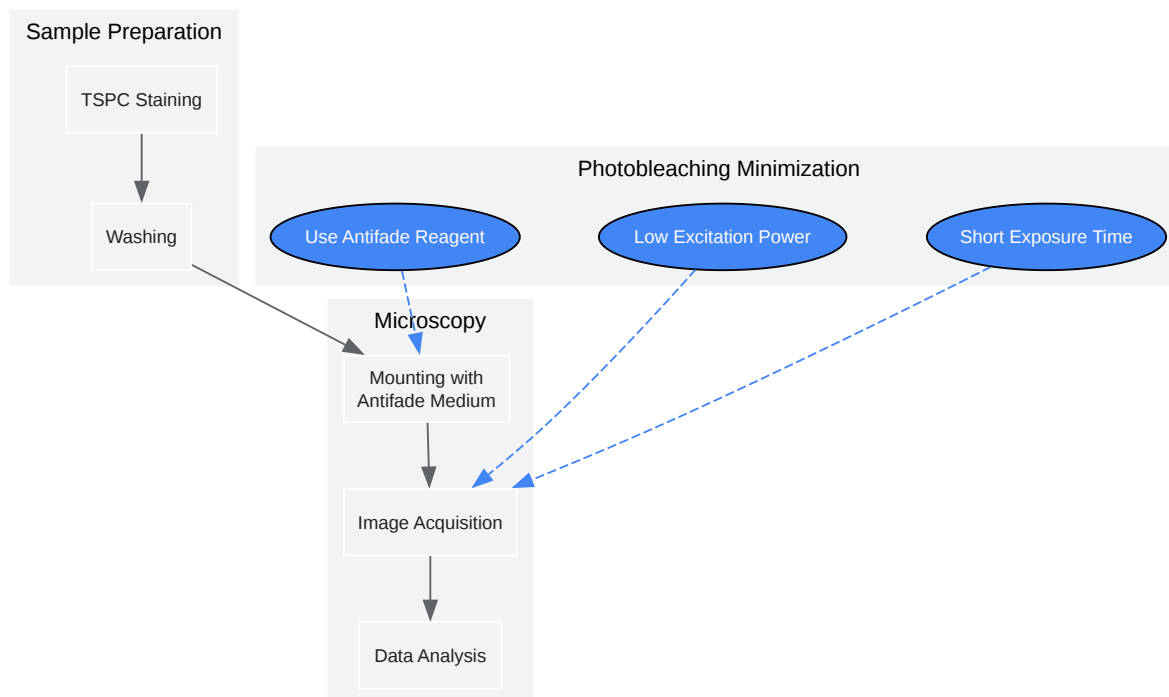 Sample Preparation
TSPC Staining
Washing
Photobleaching Minimization
Use Antifade Reagent
Low Excitation Power
Short Exposure Time
Microscopy
Mounting with
Antifade Medium
Image Acquisition
Data Analysis